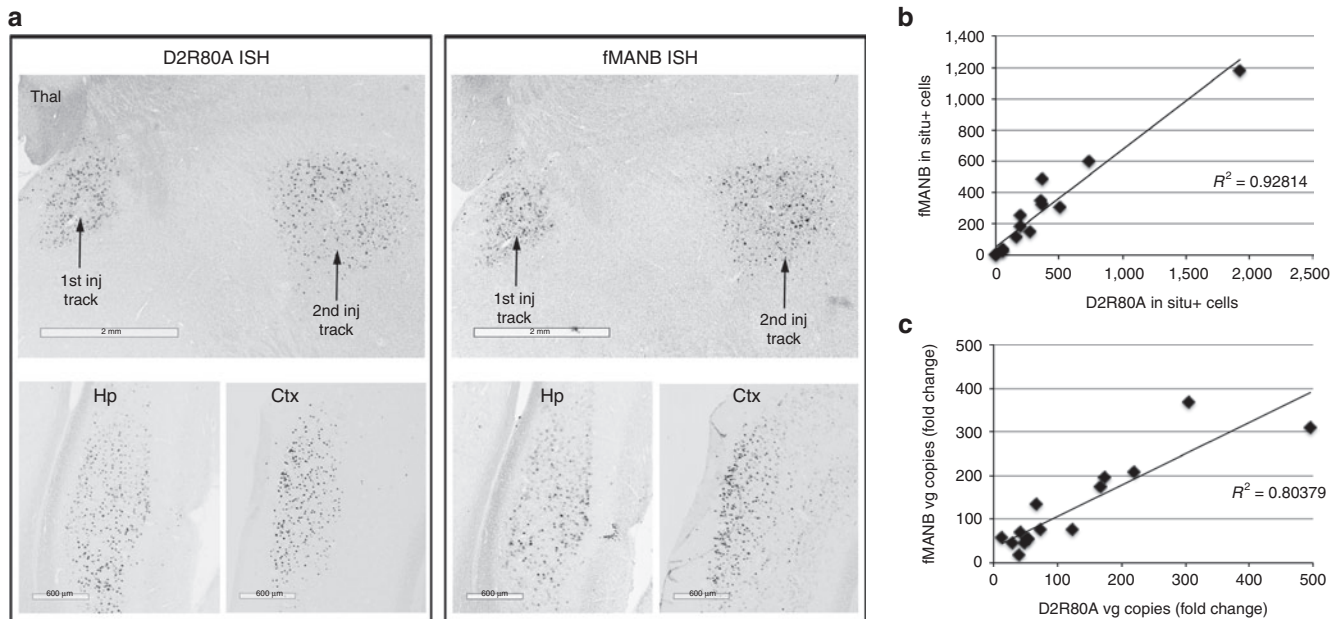 a
D2R80A ISH
Thal
1st inj
track
2nd inj
track
2 mm
Hp
Ctx
600 µm
600 µm
fMANB ISH
1st inj
track
2nd inj
track
2 mm
Hp
Ctx
600 µm
600 µm
b
1,400
1,200
1,000
800
600
400
200
0
fMANB in situ+ cells
R² = 0.92814
0
500
1,000
1,500
2,000
2,500
D2R80A in situ+ cells
c
500
400
300
200
100
0
fMANB vg copies (fold change)
R² = 0.80379
0
100
200
300
400
500
D2R80A vg copies (fold change)